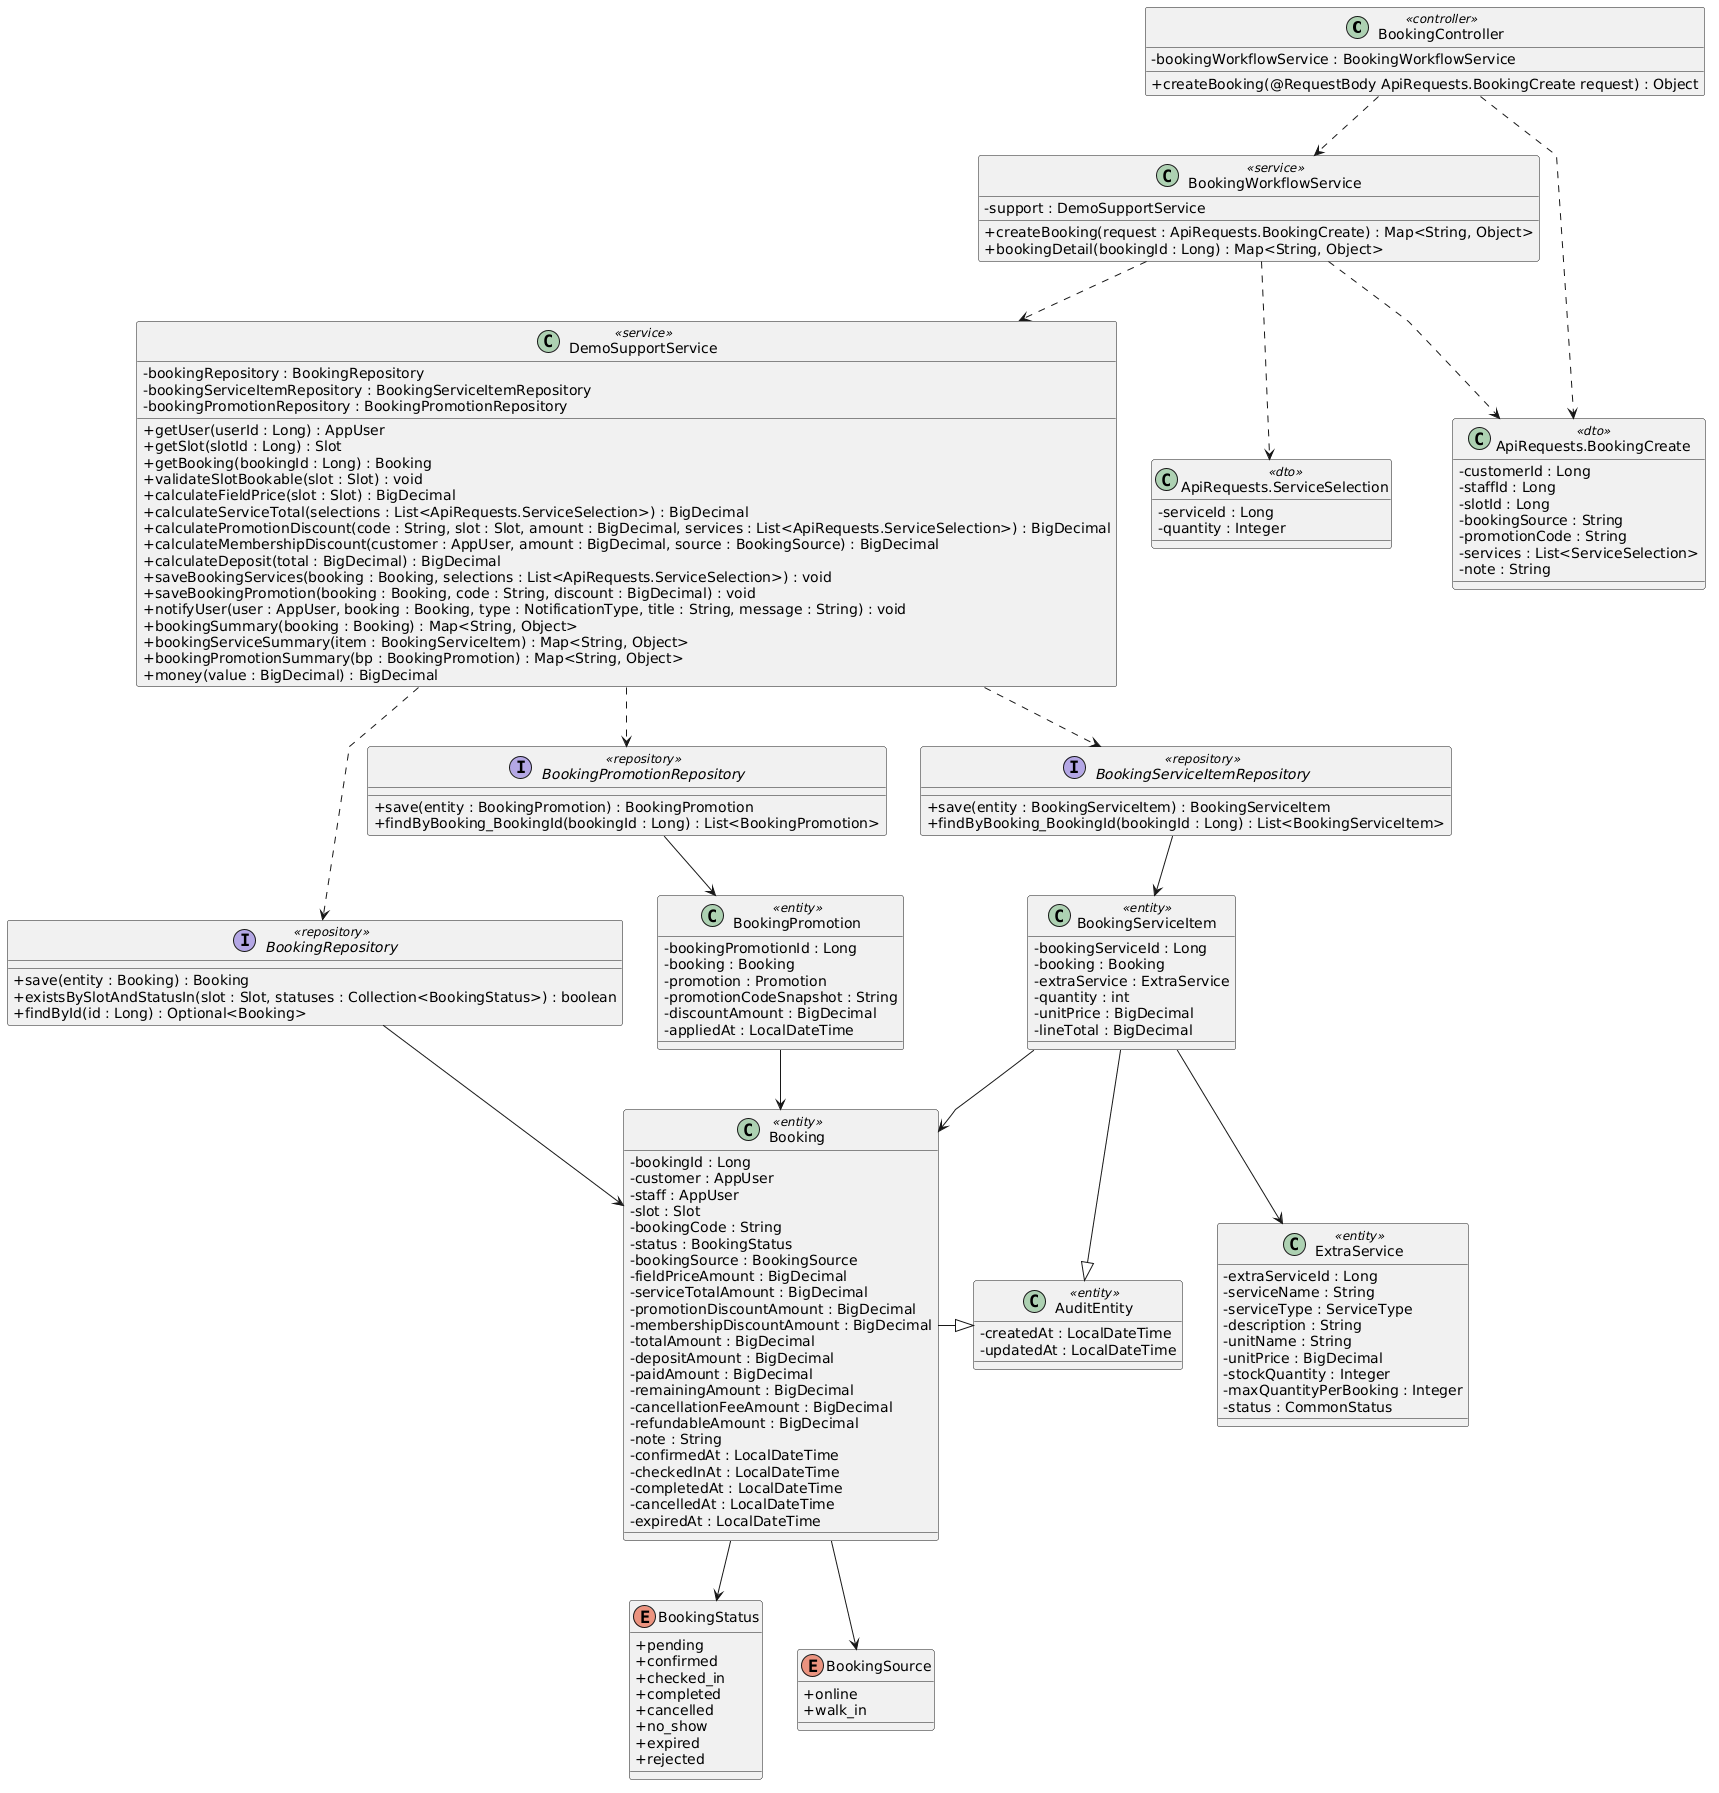 «controller»
C
BookingController
-bookingWorkflowService : BookingWorkflowService
+createBooking(@RequestBody ApiRequests.BookingCreate request) : Object
«service»
C
BookingWorkflowService
-support : DemoSupportService
+createBooking(request : ApiRequests.BookingCreate) : Map<String, Object>
+bookingDetail(bookingId : Long) : Map<String, Object>
«service»
C
DemoSupportService
-bookingRepository : BookingRepository
-bookingServiceItemRepository : BookingServiceItemRepository
-bookingPromotionRepository : BookingPromotionRepository
+getUser(userId : Long) : AppUser
+getSlot(slotId : Long) : Slot
+getBooking(bookingId : Long) : Booking
+validateSlotBookable(slot : Slot) : void
+calculateFieldPrice(slot : Slot) : BigDecimal
+calculateServiceTotal(selections : List<ApiRequests.ServiceSelection>) : BigDecimal
+calculatePromotionDiscount(code : String, slot : Slot, amount : BigDecimal, services : List<ApiRequests.ServiceSelection>) : BigDecimal
+calculateMembershipDiscount(customer : AppUser, amount : BigDecimal, source : BookingSource) : BigDecimal
+calculateDeposit(total : BigDecimal) : BigDecimal
+saveBookingServices(booking : Booking, selections : List<ApiRequests.ServiceSelection>) : void
+saveBookingPromotion(booking : Booking, code : String, discount : BigDecimal) : void
+notifyUser(user : AppUser, booking : Booking, type : NotificationType, title : String, message : String) : void
+bookingSummary(booking : Booking) : Map<String, Object>
+bookingServiceSummary(item : BookingServiceItem) : Map<String, Object>
+bookingPromotionSummary(bp : BookingPromotion) : Map<String, Object>
+money(value : BigDecimal) : BigDecimal
«dto»
C
ApiRequests.ServiceSelection
-serviceId : Long
-quantity : Integer
«dto»
C
ApiRequests.BookingCreate
-customerId : Long
-staffId : Long
-slotId : Long
-bookingSource : String
-promotionCode : String
-services : List<ServiceSelection>
-note : String
«repository»
I
BookingPromotionRepository
+save(entity : BookingPromotion) : BookingPromotion
+findByBooking_BookingId(bookingId : Long) : List<BookingPromotion>
«repository»
I
BookingServiceItemRepository
+save(entity : BookingServiceItem) : BookingServiceItem
+findByBooking_BookingId(bookingId : Long) : List<BookingServiceItem>
«repository»
I
BookingRepository
+save(entity : Booking) : Booking
+existsBySlotAndStatusIn(slot : Slot, statuses : Collection<BookingStatus>) : boolean
+findById(id : Long) : Optional<Booking>
«entity»
C
BookingPromotion
-bookingPromotionId : Long
-booking : Booking
-promotion : Promotion
-promotionCodeSnapshot : String
-discountAmount : BigDecimal
-appliedAt : LocalDateTime
«entity»
C
BookingServiceItem
-bookingServiceId : Long
-booking : Booking
-extraService : ExtraService
-quantity : int
-unitPrice : BigDecimal
-lineTotal : BigDecimal
«entity»
C
Booking
-bookingId : Long
-customer : AppUser
-staff : AppUser
-slot : Slot
-bookingCode : String
-status : BookingStatus
-bookingSource : BookingSource
-fieldPriceAmount : BigDecimal
-serviceTotalAmount : BigDecimal
-promotionDiscountAmount : BigDecimal
-membershipDiscountAmount : BigDecimal
-totalAmount : BigDecimal
-depositAmount : BigDecimal
-paidAmount : BigDecimal
-remainingAmount : BigDecimal
-cancellationFeeAmount : BigDecimal
-refundableAmount : BigDecimal
-note : String
-confirmedAt : LocalDateTime
-checkedInAt : LocalDateTime
-completedAt : LocalDateTime
-cancelledAt : LocalDateTime
-expiredAt : LocalDateTime
«entity»
C
AuditEntity
-createdAt : LocalDateTime
-updatedAt : LocalDateTime
«entity»
C
ExtraService
-extraServiceId : Long
-serviceName : String
-serviceType : ServiceType
-description : String
-unitName : String
-unitPrice : BigDecimal
-stockQuantity : Integer
-maxQuantityPerBooking : Integer
-status : CommonStatus
E
BookingStatus
+pending
+confirmed
+checked_in
+completed
+cancelled
+no_show
+expired
+rejected
E
BookingSource
+online
+walk_in